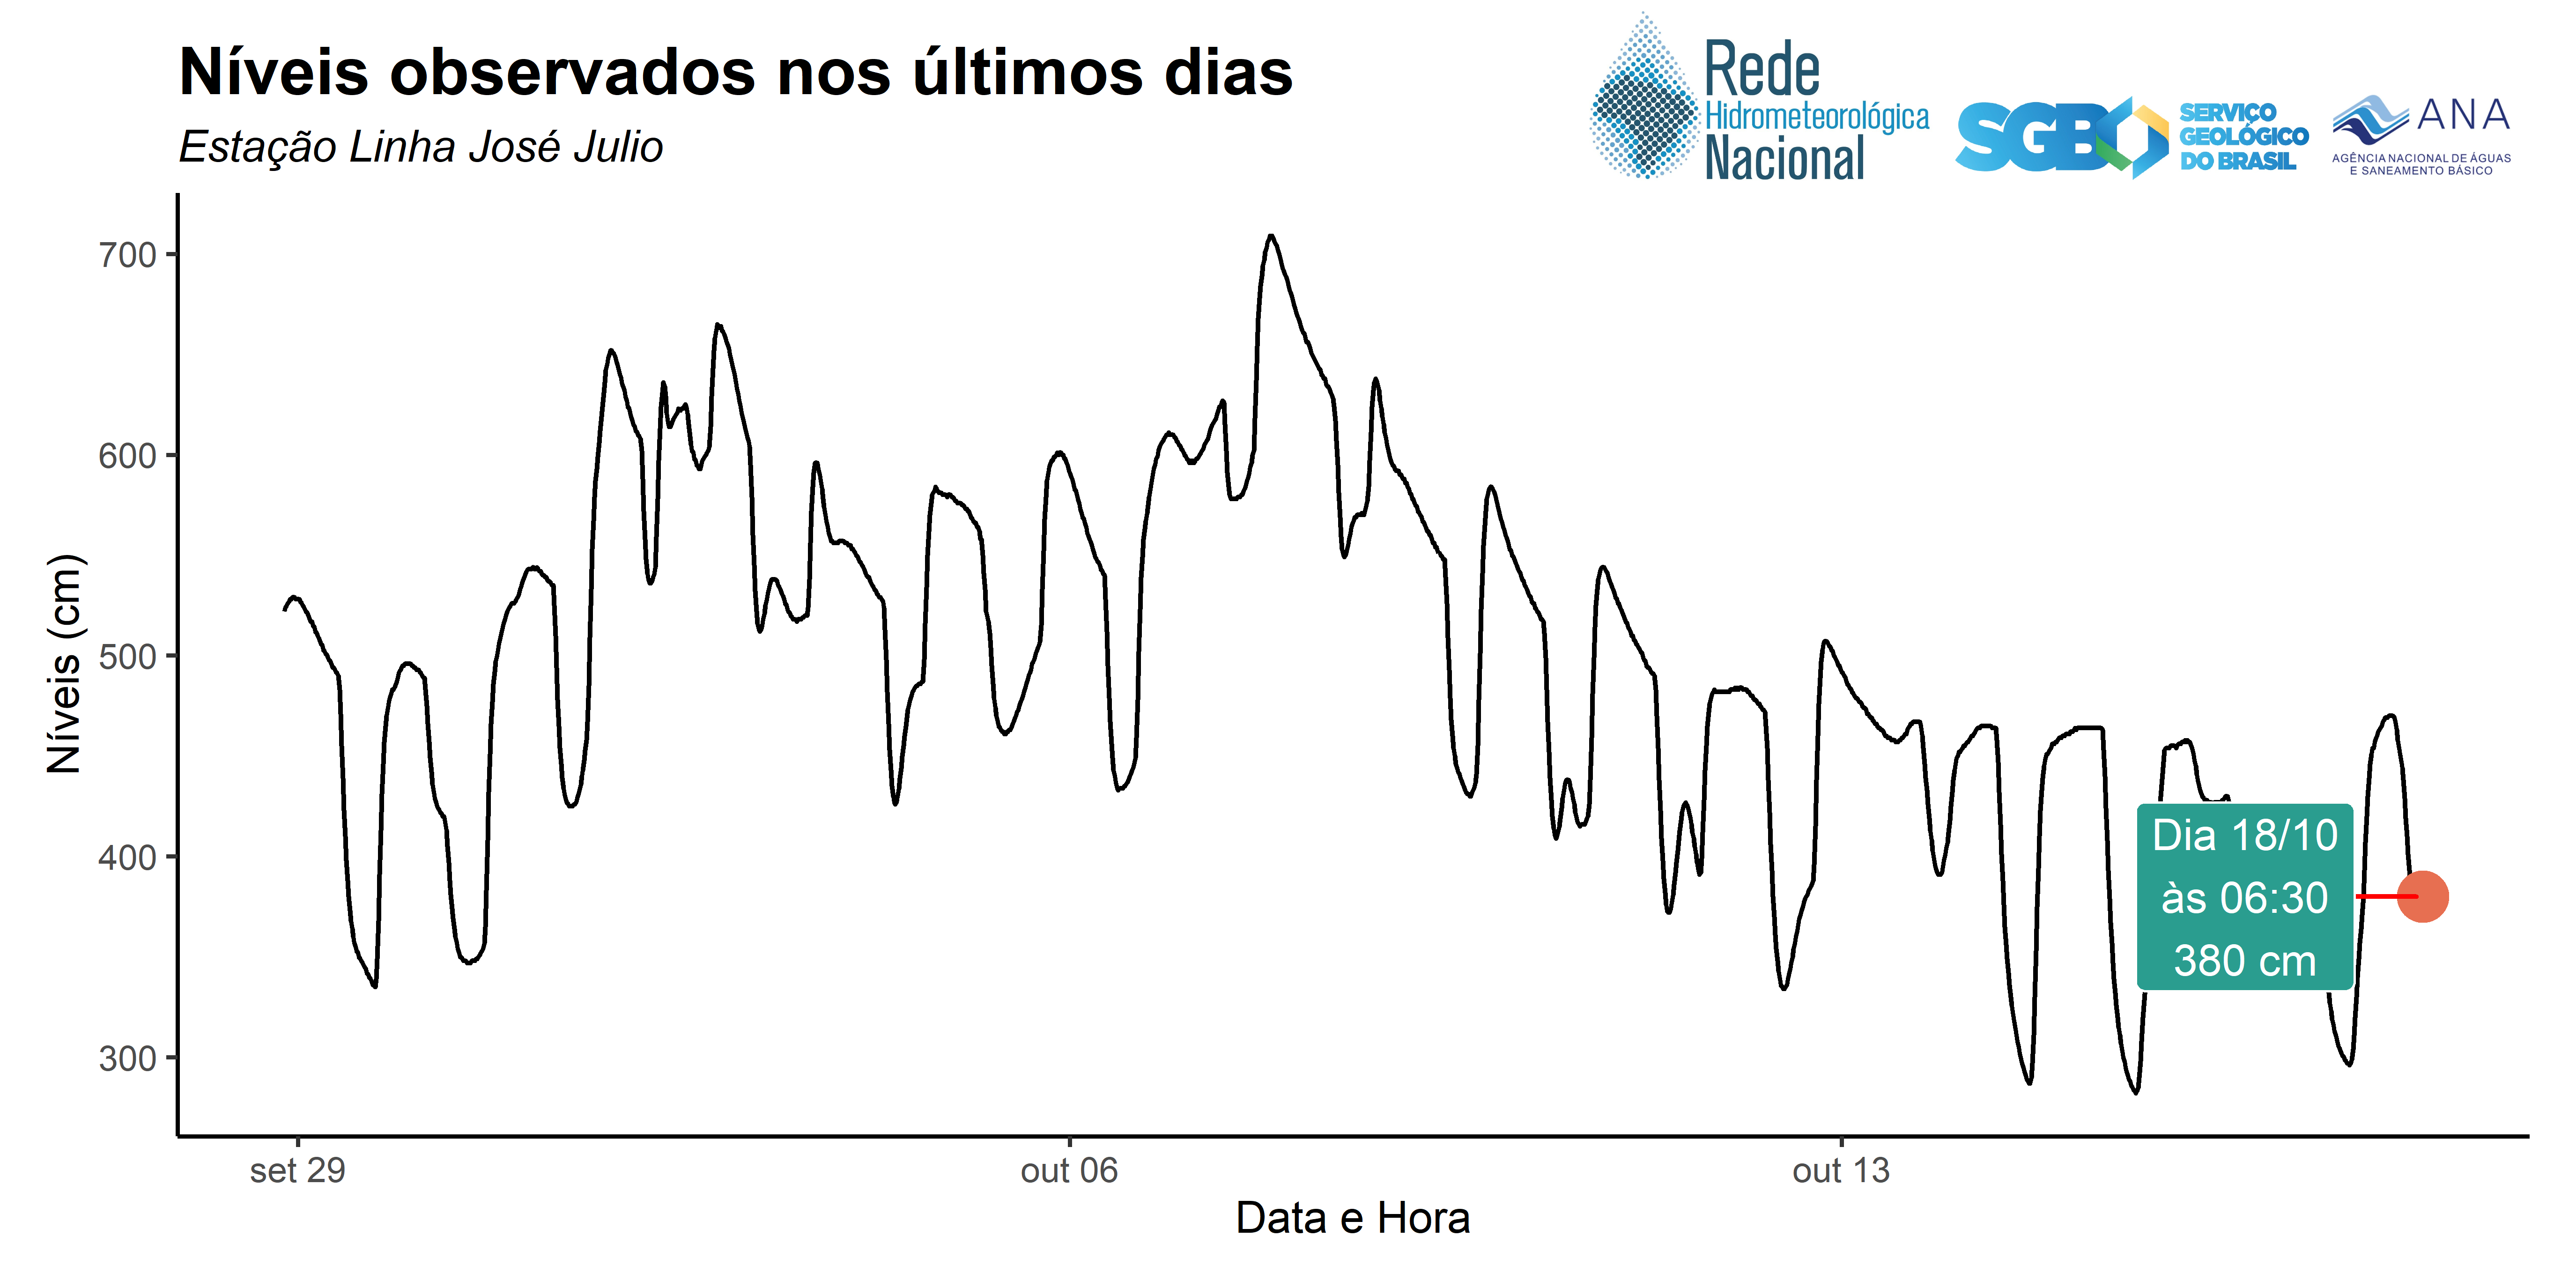 Níveis observados nos últimos dias
Estação Linha José Julio
Rede
Hidrometeorológica
Nacional
SGB
SERVIÇO
GEOLÓGICO
DO BRASIL
ANA
AGÊNCIA NACIONAL DE ÁGUAS
E SANEAMENTO BÁSICO
Níveis (cm)
700
600
500
400
300
Dia 18/10
às 06:30
380 cm
set 29
out 06
out 13
Data e Hora